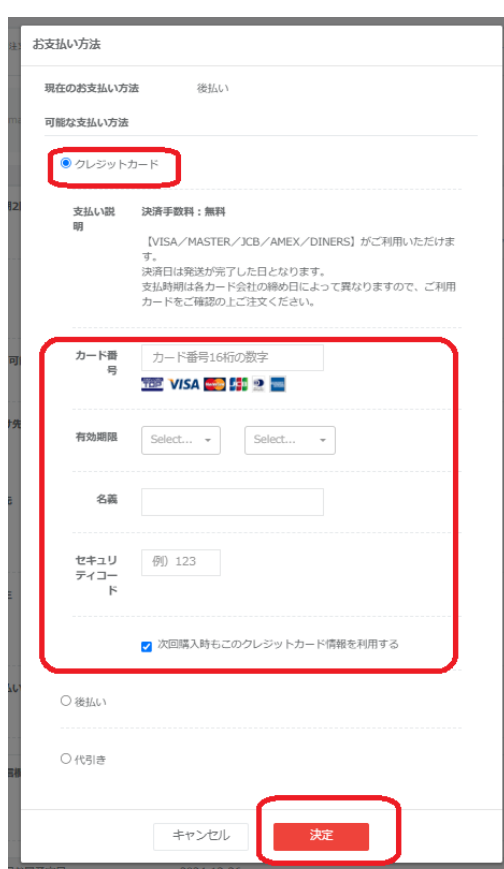 お支払い方法
現在のお支払い方法 後払い
可能な支払い方法
クレジットカード
支払い説
明
決済手数料：無料
【VISA／MASTER／JCB／AMEX／DINERS】がご利用いただけま
す。
決済日は発送が完了した日となります。
支払時期は各カード会社の締め日によって異なりますので、ご利用
カードをご確認の上ご注文ください。
カード番
号
カード番号16桁の数字
VISA
有効期限 Select... Select...
名義
セキュリ
ティコー
ド
例）123
次回購入時もこのクレジットカード情報を利用する
後払い
代引き
キャンセル 決定